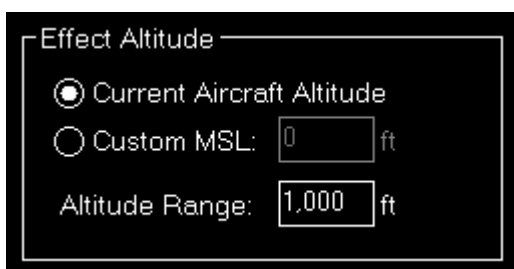 Effect Altitude
Current Aircraft Altitude
Custom MSL: 0 ft
Altitude Range: 1,000 ft